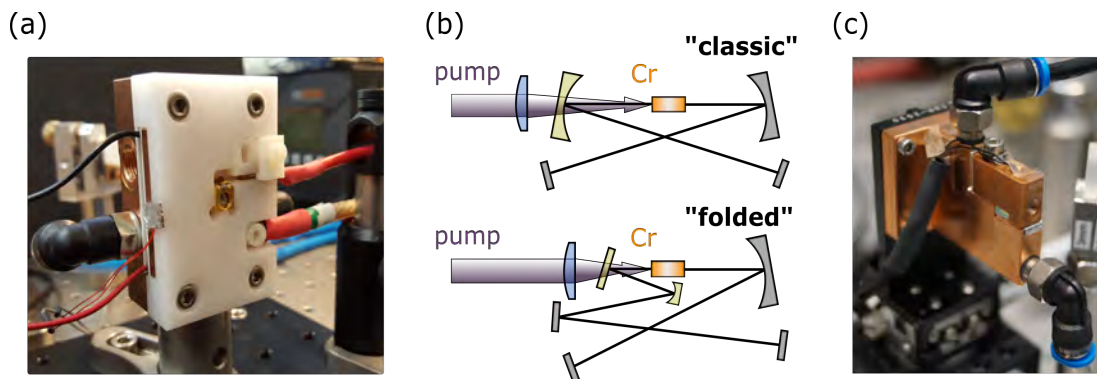 (a)
(b)
"classic"
pump
Cr
"folded"
pump
Cr
(c)